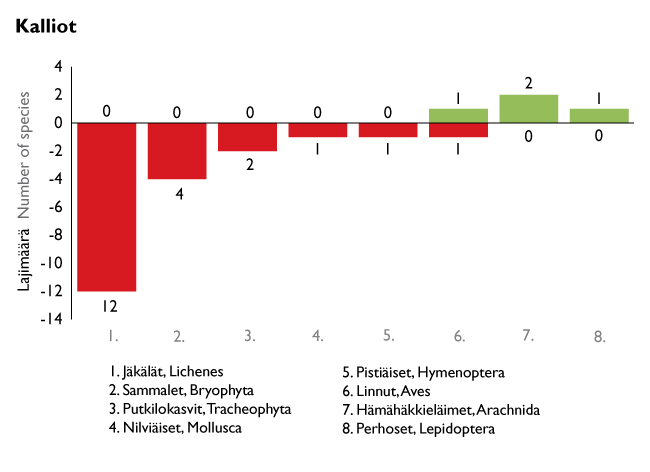 Kalliot
4
2
0
-2
-4
-6
-8
-10
-12
-14
Lajimäärä Number of species
0 0 0 0 0 1 2 1
12 4 2 1 1 1 0 0
1. 2. 3. 4. 5. 6. 7. 8.
1. Jäkälät, Lichenes
2. Sammalet, Bryophyta
3. Putkilokasvit, Tracheophyta
4. Nilviäiset, Mollusca
5. Pistiäiset, Hymenoptera
6. Linnut, Aves
7. Hämähäkkieläimet, Arachnida
8. Perhoset, Lepidoptera